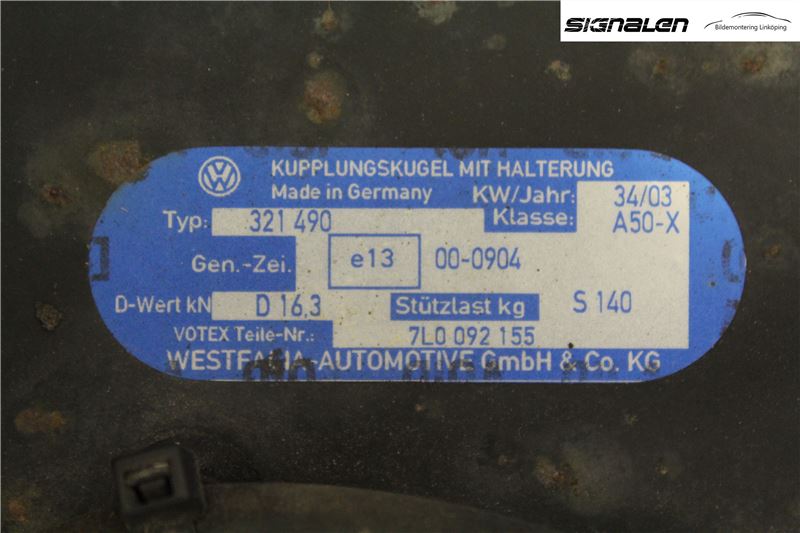 SIGNALEN
Bildemontering Linköping
KUPPLUNGSKUGEL MIT HALTERUNG
Made in Germany KW/Jahr: 34/03
Typ: 321 490 Klasse: A50-X
Gen.-Zei. e13 00-0904
D-Wert kN D 16,3 Stützlast kg S 140
VOTEX Teile-Nr.: 7L0 092 155
WESTFALIA-AUTOMOTIVE GmbH & Co. KG